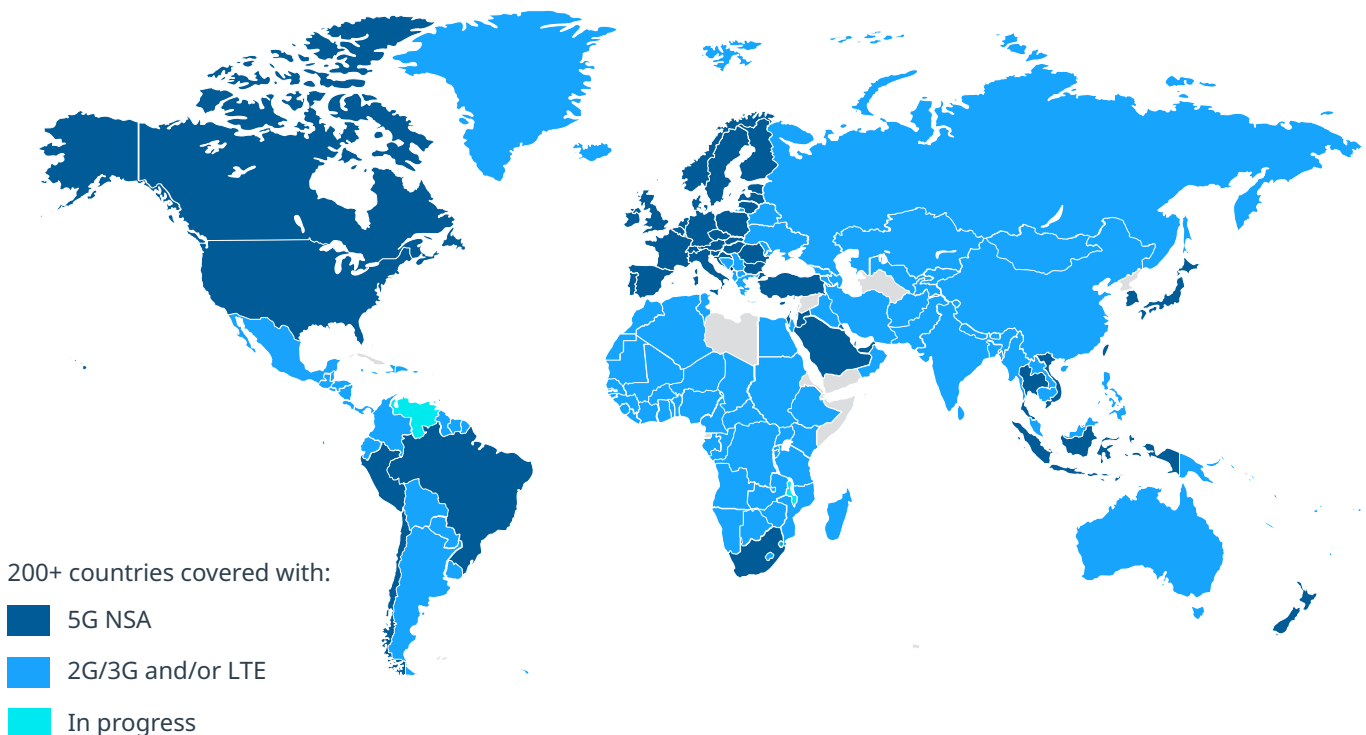 200+ countries covered with:
5G NSA
2G/3G and/or LTE
In progress